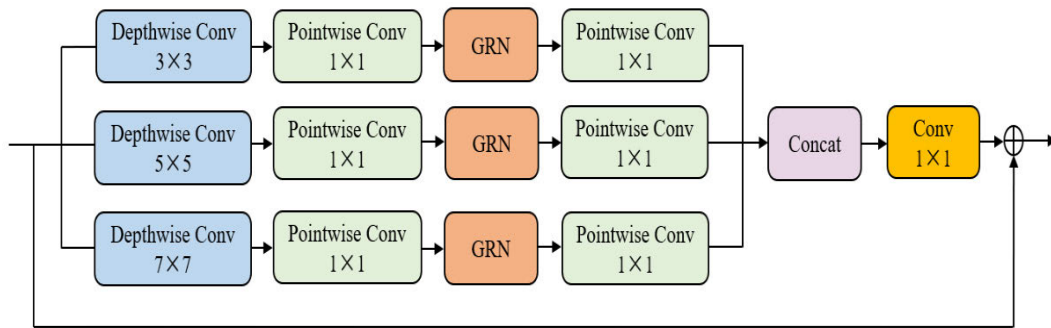 Depthwise Conv
3×3
Pointwise Conv
1×1
GRN
Pointwise Conv
1×1
Depthwise Conv
5×5
Pointwise Conv
1×1
GRN
Pointwise Conv
1×1
Concat
Conv
1×1
Depthwise Conv
7×7
Pointwise Conv
1×1
GRN
Pointwise Conv
1×1